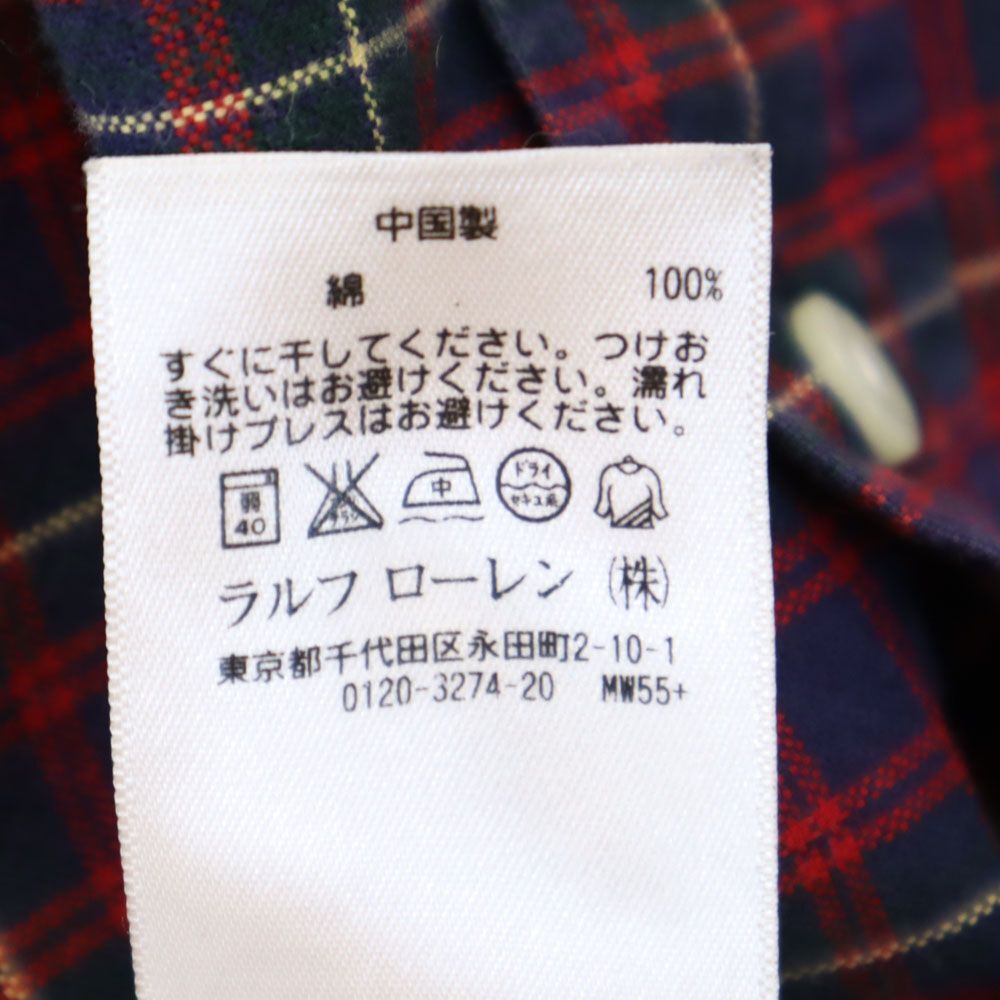 中国製
綿 100%
すぐに干してください。つけお
き洗いはお避けください。濡れ
掛けプレスはお避けください。
弱 中 ドライ
40 セキユ系
ラルフ ローレン (株)
東京都千代田区永田町2-10-1
0120-3274-20 MW55+